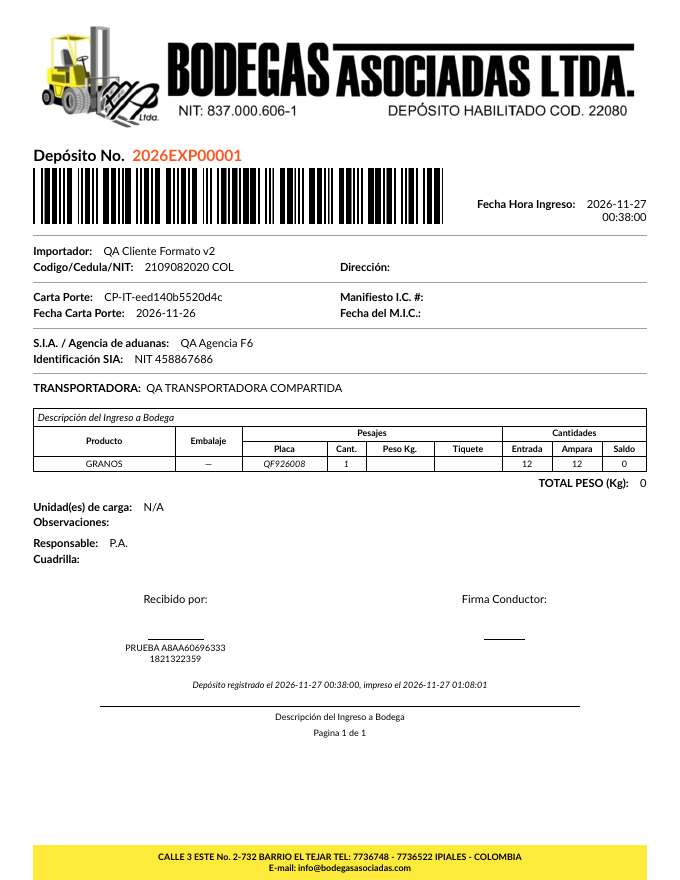 BODEGAS ASOCIADAS LTDA.
Ltda.
NIT: 837.000.606-1 DEPÓSITO HABILITADO COD. 22080
Depósito No. 2026EXP00001
Fecha Hora Ingreso: 2026-11-27
00:38:00
Importador: QA Cliente Formato v2
Codigo/Cedula/NIT: 2109082020 COL Dirección:
Carta Porte: CP-IT-eed140b5520d4c Manifiesto I.C. #:
Fecha Carta Porte: 2026-11-26 Fecha del M.I.C.:
S.I.A. / Agencia de aduanas: QA Agencia F6
Identificación SIA: NIT 458867686
TRANSPORTADORA: QA TRANSPORTADORA COMPARTIDA
Descripción del Ingreso a Bodega
Producto Embalaje Pesajes Cantidades
Placa Cant. Peso Kg. Tiquete Entrada Ampara Saldo
GRANOS — QF926008 1 12 12 0
TOTAL PESO (Kg): 0
Unidad(es) de carga: N/A
Observaciones:
Responsable: P.A.
Cuadrilla:
Recibido por: Firma Conductor:
PRUEBA A8AA60696333
1821322359
Depósito registrado el 2026-11-27 00:38:00, impreso el 2026-11-27 01:08:01
Descripción del Ingreso a Bodega
Pagina 1 de 1
CALLE 3 ESTE No. 2-732 BARRIO EL TEJAR TEL: 7736748 - 7736522 IPIALES - COLOMBIA
E-mail: info@bodegasasociadas.com